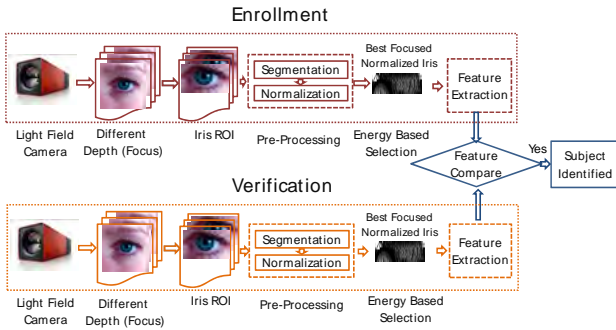 Enrollment
Segmentation
Normalization
Best Focused
Normalized Iris
Feature
Extraction
Light Field
Camera
Different
Depth (Focus)
Iris ROI
Pre-Processing
Energy Based
Selection
Feature
Compare
Yes
Subject
Identified
Verification
Segmentation
Normalization
Best Focused
Normalized Iris
Feature
Extraction
Light Field
Camera
Different
Depth (Focus)
Iris ROI
Pre-Processing
Energy Based
Selection